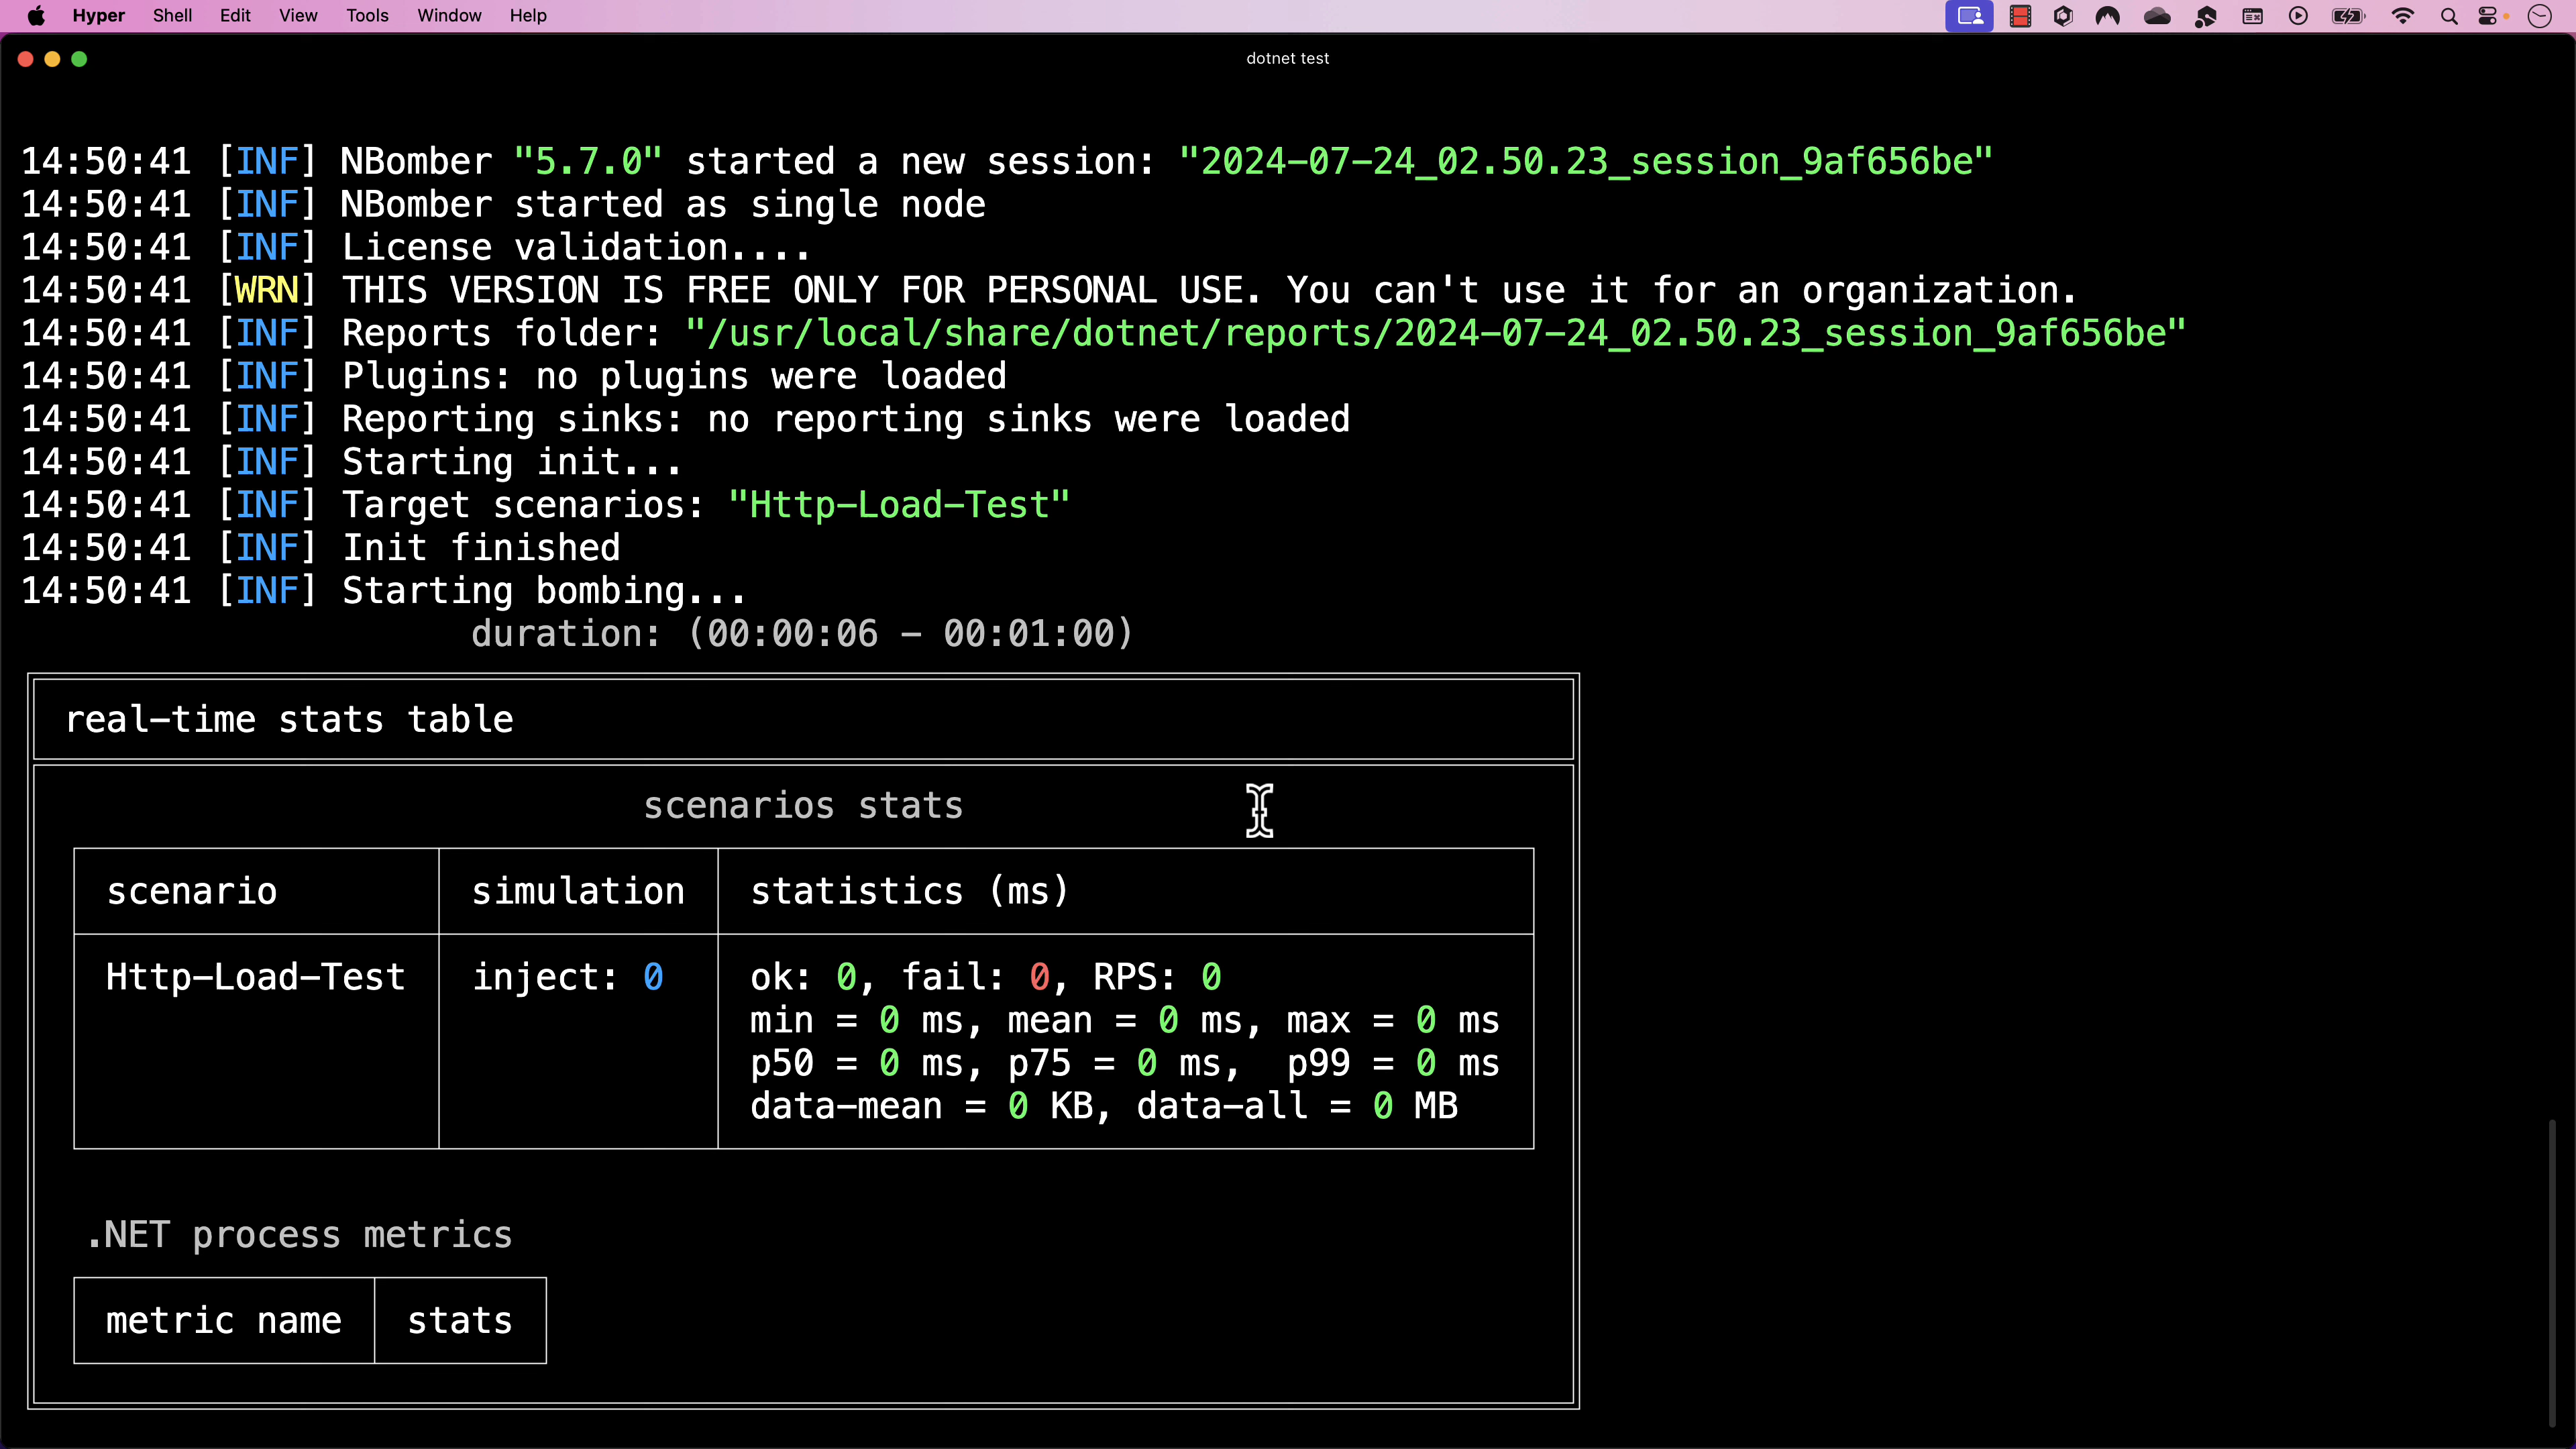 Hyper Shell Edit View Tools Window Help
dotnet test
14:50:41 [INF] NBomber "5.7.0" started a new session: "2024-07-24_02.50.23_session_9af656be"
14:50:41 [INF] NBomber started as single node
14:50:41 [INF] License validation....
14:50:41 [WRN] THIS VERSION IS FREE ONLY FOR PERSONAL USE. You can't use it for an organization.
14:50:41 [INF] Reports folder: "/usr/local/share/dotnet/reports/2024-07-24_02.50.23_session_9af656be"
14:50:41 [INF] Plugins: no plugins were loaded
14:50:41 [INF] Reporting sinks: no reporting sinks were loaded
14:50:41 [INF] Starting init...
14:50:41 [INF] Target scenarios: "Http-Load-Test"
14:50:41 [INF] Init finished
14:50:41 [INF] Starting bombing...
duration: (00:00:06 - 00:01:00)
real-time stats table
scenarios stats
scenario simulation statistics (ms)
Http-Load-Test inject: 0 ok: 0, fail: 0, RPS: 0
min = 0 ms, mean = 0 ms, max = 0 ms
p50 = 0 ms, p75 = 0 ms, p99 = 0 ms
data-mean = 0 KB, data-all = 0 MB
.NET process metrics
metric name stats